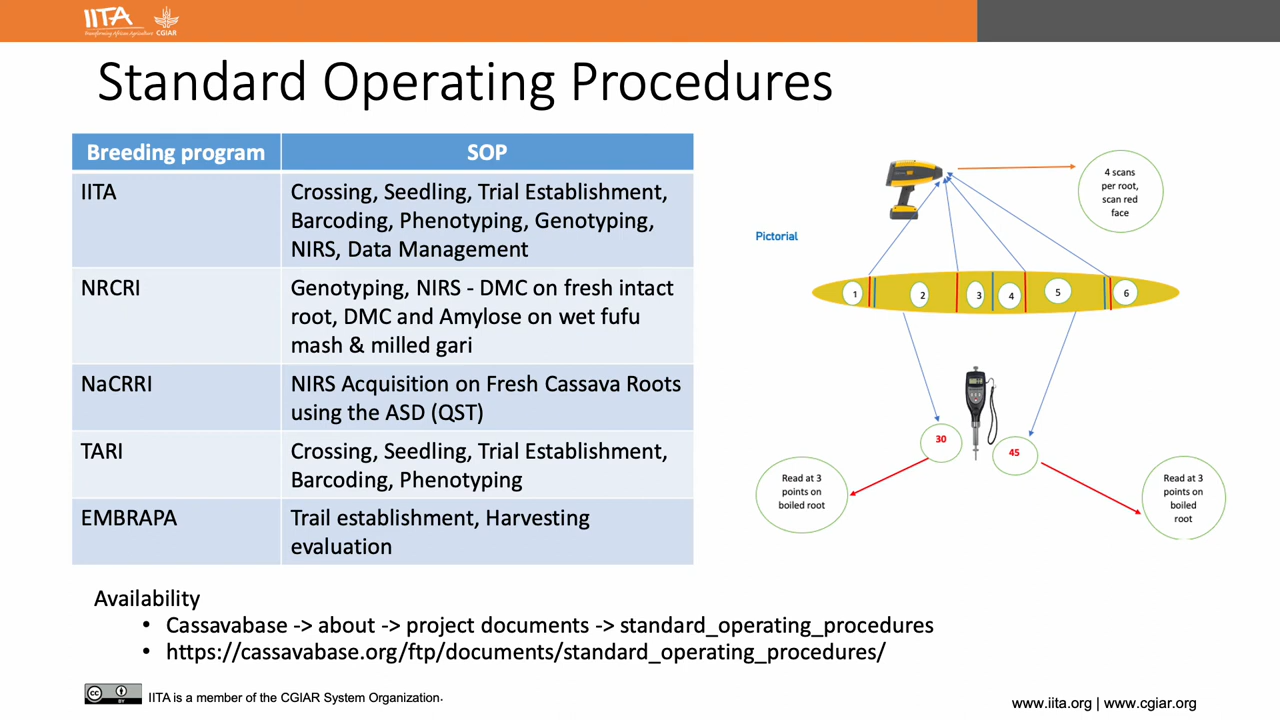 IITA
Transforming African Agriculture
CGIAR
Standard Operating Procedures
Breeding program
SOP
IITA
Crossing, Seedling, Trial Establishment,
Barcoding, Phenotyping, Genotyping,
NIRS, Data Management
NRCRI
Genotyping, NIRS - DMC on fresh intact
root, DMC and Amylose on wet fufu
mash & milled gari
NaCRRI
NIRS Acquisition on Fresh Cassava Roots
using the ASD (QST)
TARI
Crossing, Seedling, Trial Establishment,
Barcoding, Phenotyping
EMBRAPA
Trail establishment, Harvesting
evaluation
4 scans
per root,
scan red
face
Pictorial
1
2
3
4
5
6
30
45
Read at 3
points on
boiled root
Read at 3
points on
boiled
root
Availability
• Cassavabase -> about -> project documents -> standard_operating_procedures
• https://cassavabase.org/ftp/documents/standard_operating_procedures/
cc
BY
IITA is a member of the CGIAR System Organization.
www.iita.org | www.cgiar.org